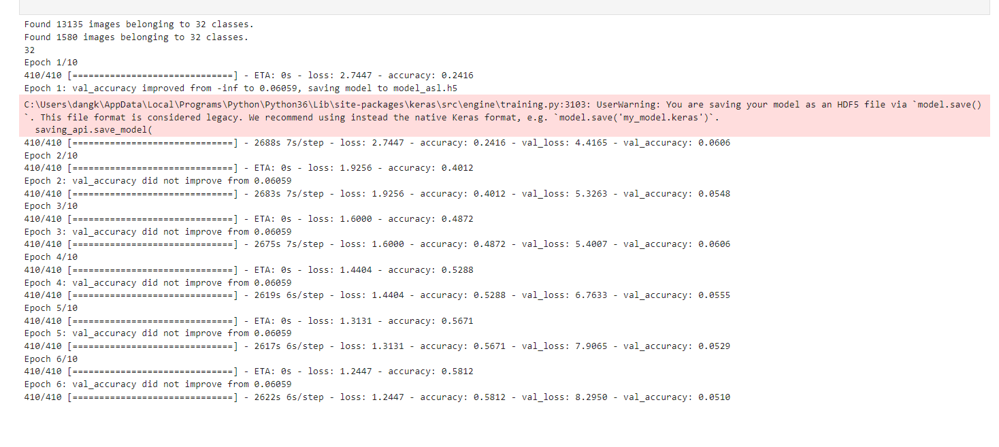 Found 13135 images belonging to 32 classes.
Found 1580 images belonging to 32 classes.
32
Epoch 1/10
410/410 [==============================] - ETA: 0s - loss: 2.7447 - accuracy: 0.2416
Epoch 1: val_accuracy improved from -inf to 0.06059, saving model to model_asl.h5
C:\Users\dangk\AppData\Local\Programs\Python\Python36\Lib\site-packages\keras\src\engine\training.py:3103: UserWarning: You are saving your model as an HDF5 file via `model.save()
`. This file format is considered legacy. We recommend using instead the native Keras format, e.g. `model.save('my_model.keras')`.
  saving_api.save_model(
410/410 [==============================] - 2688s 7s/step - loss: 2.7447 - accuracy: 0.2416 - val_loss: 4.4165 - val_accuracy: 0.0606
Epoch 2/10
410/410 [==============================] - ETA: 0s - loss: 1.9256 - accuracy: 0.4012
Epoch 2: val_accuracy did not improve from 0.06059
410/410 [==============================] - 2683s 7s/step - loss: 1.9256 - accuracy: 0.4012 - val_loss: 5.3263 - val_accuracy: 0.0548
Epoch 3/10
410/410 [==============================] - ETA: 0s - loss: 1.6000 - accuracy: 0.4872
Epoch 3: val_accuracy did not improve from 0.06059
410/410 [==============================] - 2675s 7s/step - loss: 1.6000 - accuracy: 0.4872 - val_loss: 5.4007 - val_accuracy: 0.0606
Epoch 4/10
410/410 [==============================] - ETA: 0s - loss: 1.4404 - accuracy: 0.5288
Epoch 4: val_accuracy did not improve from 0.06059
410/410 [==============================] - 2619s 6s/step - loss: 1.4404 - accuracy: 0.5288 - val_loss: 6.7633 - val_accuracy: 0.0555
Epoch 5/10
410/410 [==============================] - ETA: 0s - loss: 1.3131 - accuracy: 0.5671
Epoch 5: val_accuracy did not improve from 0.06059
410/410 [==============================] - 2617s 6s/step - loss: 1.3131 - accuracy: 0.5671 - val_loss: 7.9065 - val_accuracy: 0.0529
Epoch 6/10
410/410 [==============================] - ETA: 0s - loss: 1.2447 - accuracy: 0.5812
Epoch 6: val_accuracy did not improve from 0.06059
410/410 [==============================] - 2622s 6s/step - loss: 1.2447 - accuracy: 0.5812 - val_loss: 8.2950 - val_accuracy: 0.0510